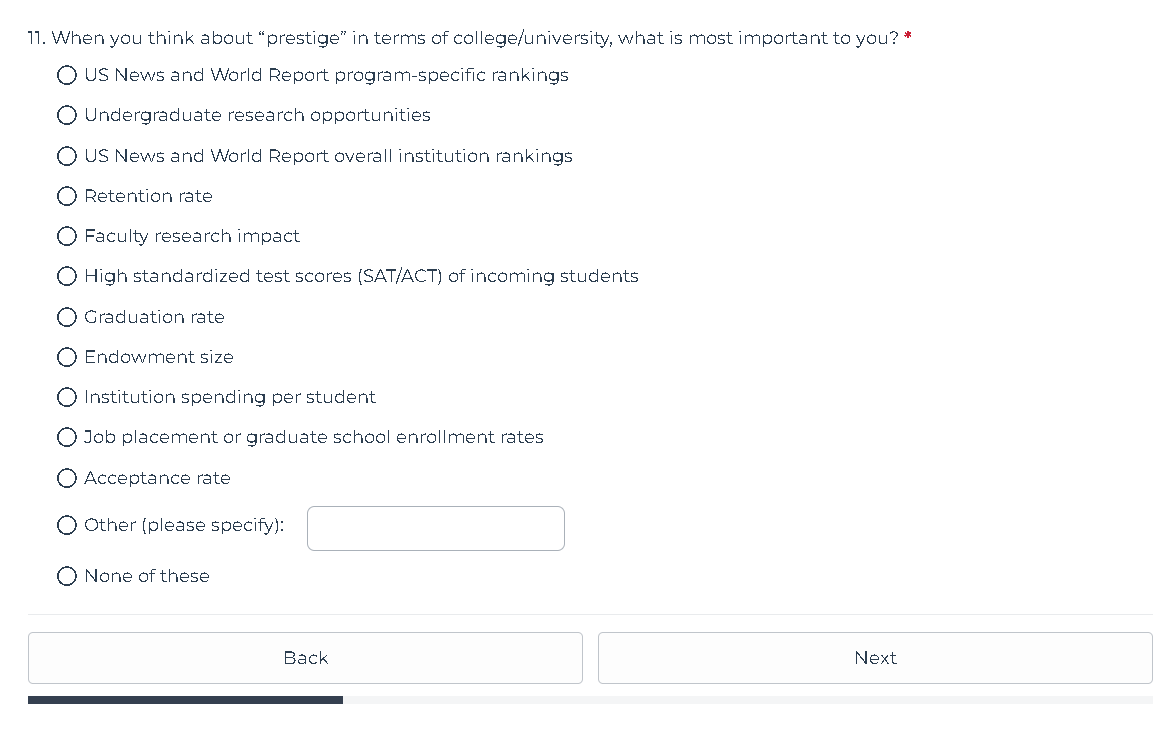 11. When you think about “prestige” in terms of college/university, what is most important to you? *
US News and World Report program-specific rankings
Undergraduate research opportunities
US News and World Report overall institution rankings
Retention rate
Faculty research impact
High standardized test scores (SAT/ACT) of incoming students
Graduation rate
Endowment size
Institution spending per student
Job placement or graduate school enrollment rates
Acceptance rate
Other (please specify):
None of these
Back Next